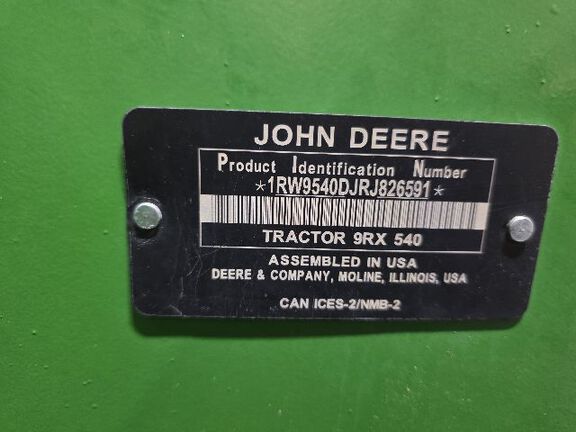 JOHN DEERE
Product Identification Number
*1RW9540DJRJ826591*
TRACTOR 9RX 540
ASSEMBLED IN USA
DEERE & COMPANY, MOLINE, ILLINOIS, USA
CAN ICES-2/NMB-2